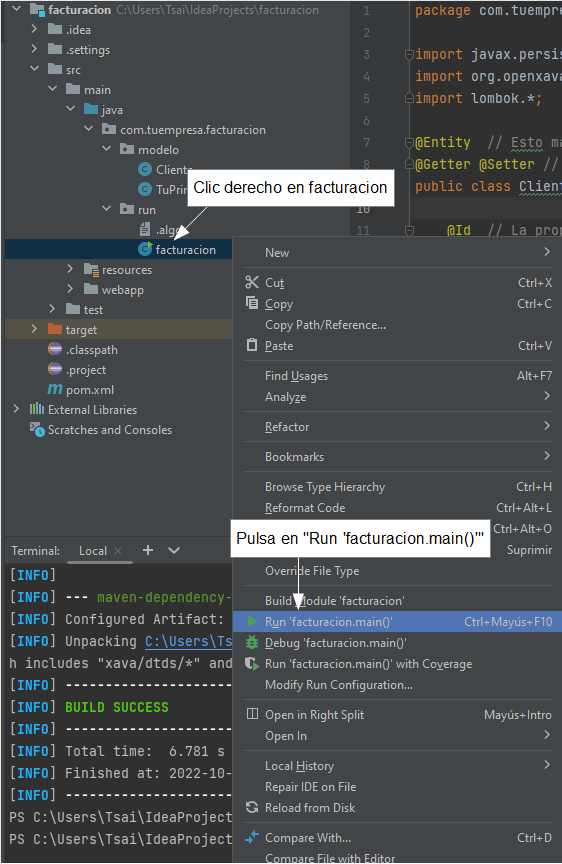 facturacion C:\Users\Tsai\IdeaProjects\facturacion
.idea
.settings
src
main
java
com.tuempresa.facturacion
modelo
Cliente
TuPri
Clic derecho en facturacion
run
.algo
facturacion
resources
webapp
test
target
.classpath
.project
pom.xml
External Libraries
Scratches and Consoles
1 package com.tuempre
2
3 import javax.persis
4 import org.openxava
5 import lombok.*;
6
7 @Entity // Esto ma
8 @Getter @Setter //
9 public class Client
10
11 @Id // La prop
New
Cut Ctrl+X
Copy Ctrl+C
Copy Path/Reference...
Paste Ctrl+V
Find Usages Alt+F7
Analyze
Refactor
Bookmarks
Browse Type Hierarchy Ctrl+H
Reformat Code Ctrl+Alt+L
Ctrl+Alt+O
Pulsa en "Run 'facturacion.main()'"
Suprimir
Override File Type
Build Module 'facturacion'
Run 'facturacion.main()' Ctrl+Mayús+F10
Debug 'facturacion.main()'
Run 'facturacion.main()' with Coverage
Modify Run Configuration...
Open in Right Split Mayús+Intro
Open In
Local History
Repair IDE on File
Reload from Disk
Compare With... Ctrl+D
Compare File with Editor
Terminal: Local × +
[INFO]
[INFO] --- maven-dependency-
[INFO] Configured Artifact:
[INFO] Unpacking C:\Users\Ts
h includes "xava/dtds/*" and
[INFO] -----------------------
[INFO] BUILD SUCCESS
[INFO] -----------------------
[INFO] Total time:  6.781 s
[INFO] Finished at: 2022-10-
[INFO] -----------------------
PS C:\Users\Tsai\IdeaProject
PS C:\Users\Tsai\IdeaProject